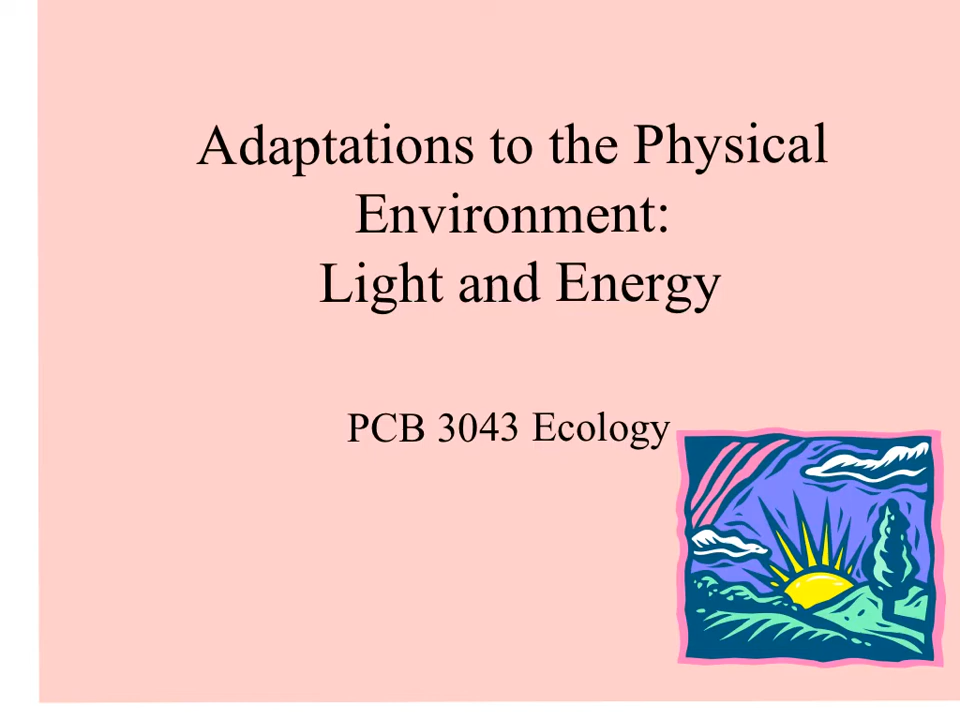 Adaptations to the Physical
Environment:
Light and Energy
PCB 3043 Ecology